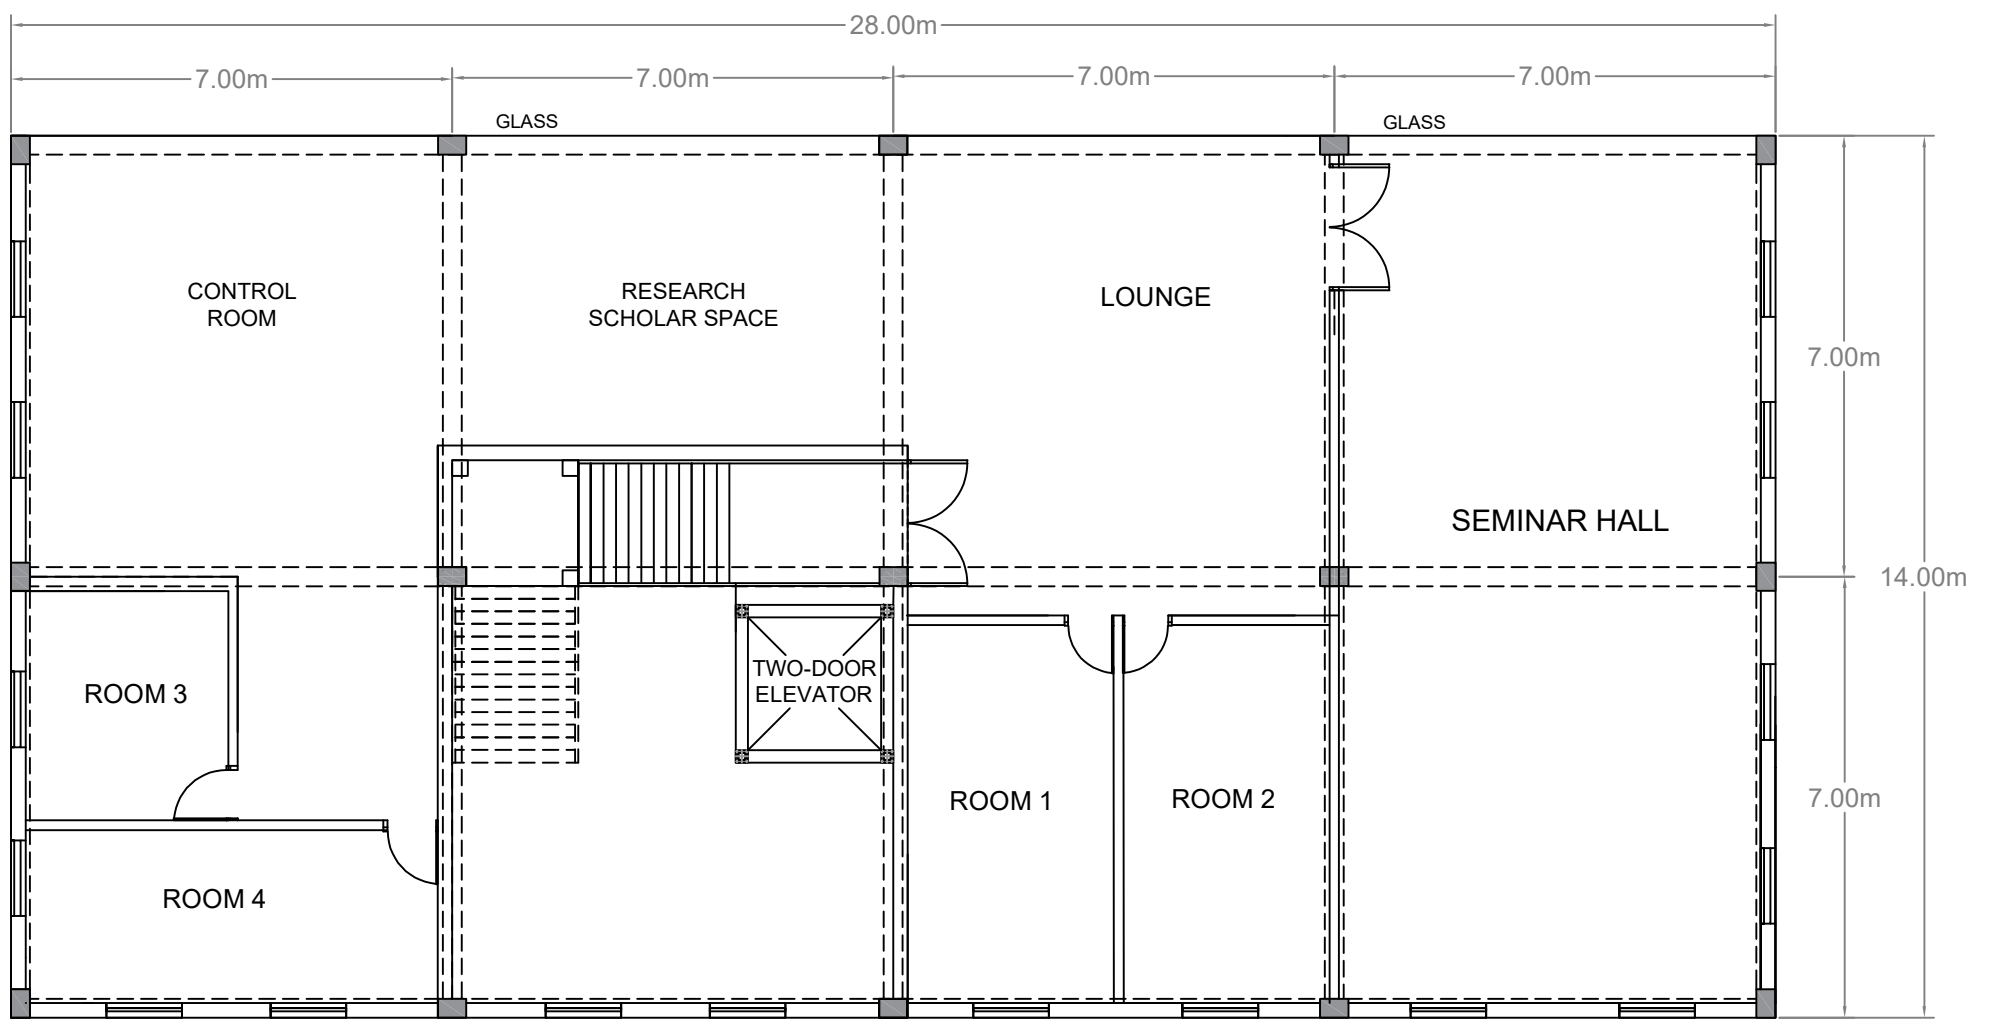 28.00m
7.00m
7.00m
7.00m
7.00m
GLASS
GLASS
CONTROL
ROOM
RESEARCH
SCHOLAR SPACE
LOUNGE
7.00m
SEMINAR HALL
14.00m
ROOM 3
TWO-DOOR
ELEVATOR
ROOM 1
ROOM 2
7.00m
ROOM 4